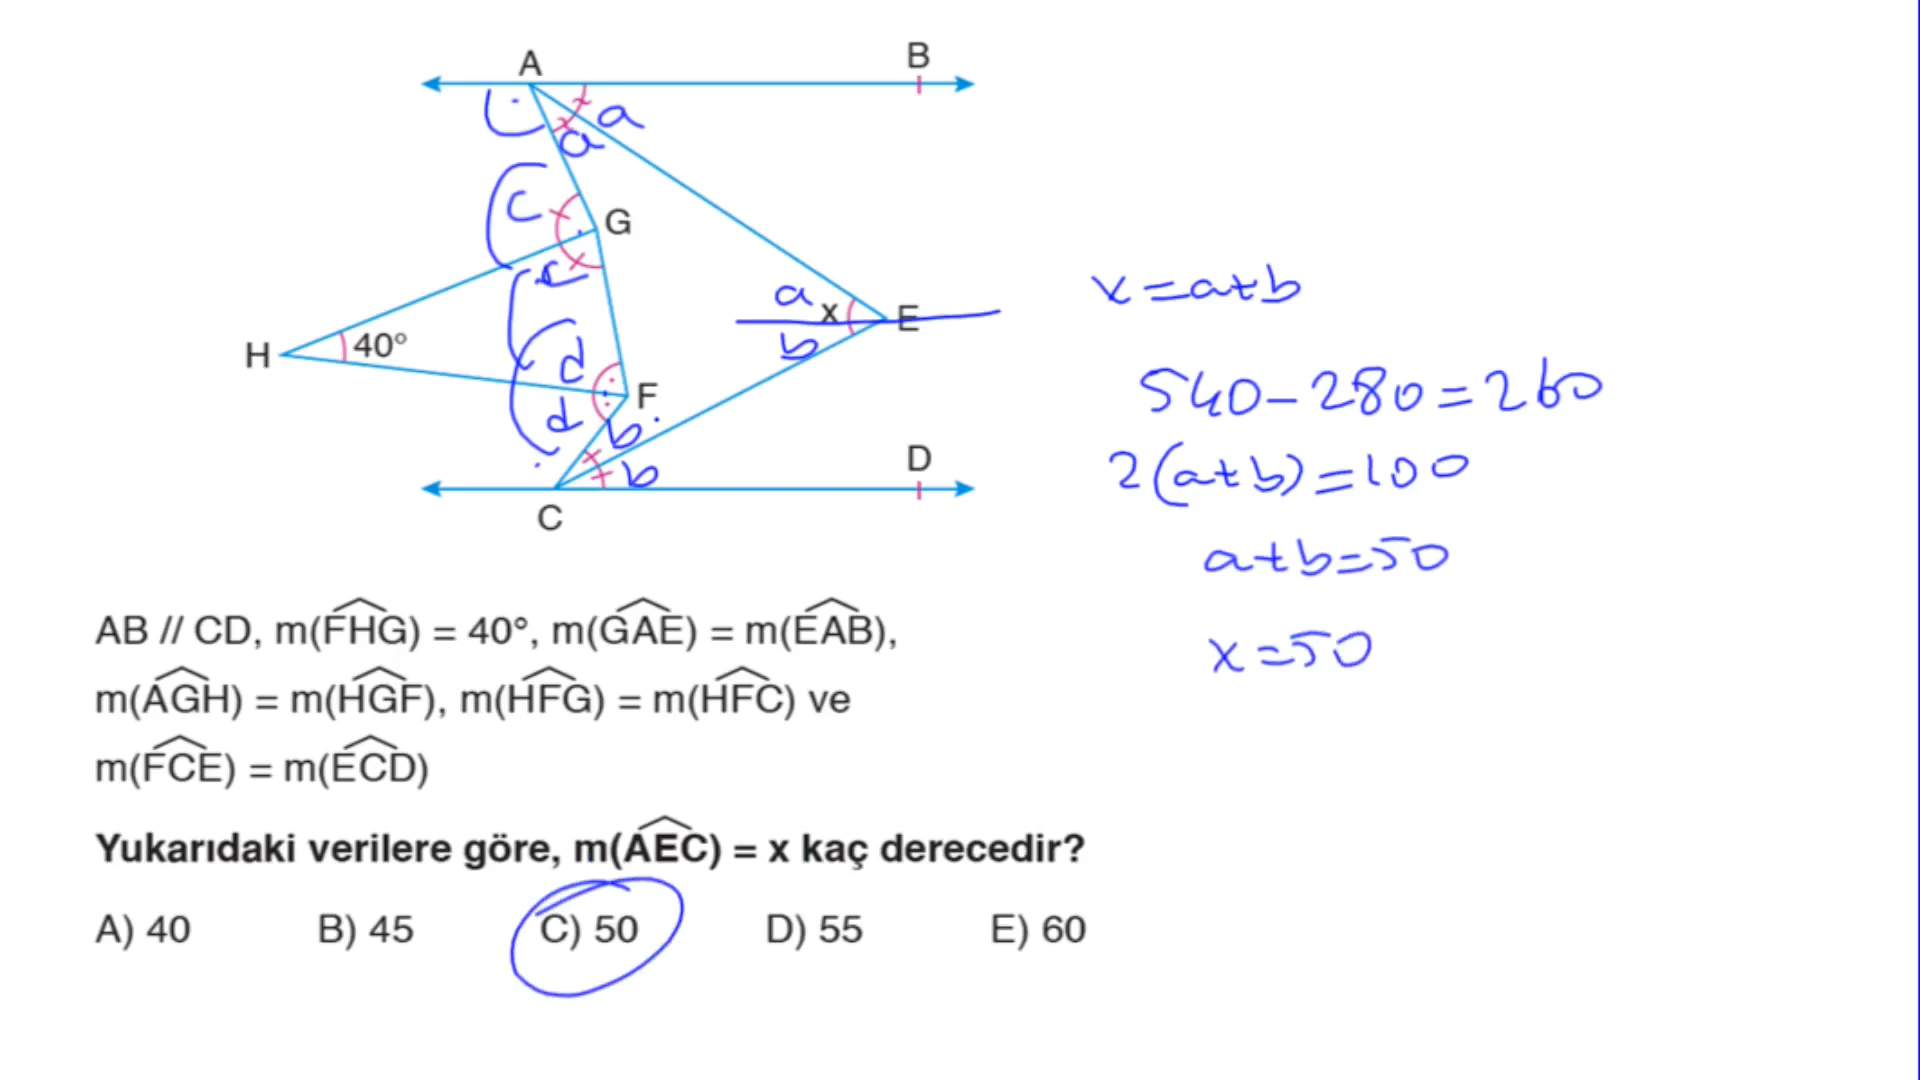 A
B
a
a
c
G
c
H
40°
a
x
E
b
d
F
d
b
b
D
C
x=a+b
540-280=260
2(a+b)=100
a+b=50
x=50
AB // CD, m(FHG) = 40°, m(GAE) = m(EAB),
m(AGH) = m(HGF), m(HFG) = m(HFC) ve
m(FCE) = m(ECD)
Yukarıdaki verilere göre, m(AEC) = x kaç derecedir?
A) 40 B) 45 C) 50 D) 55 E) 60